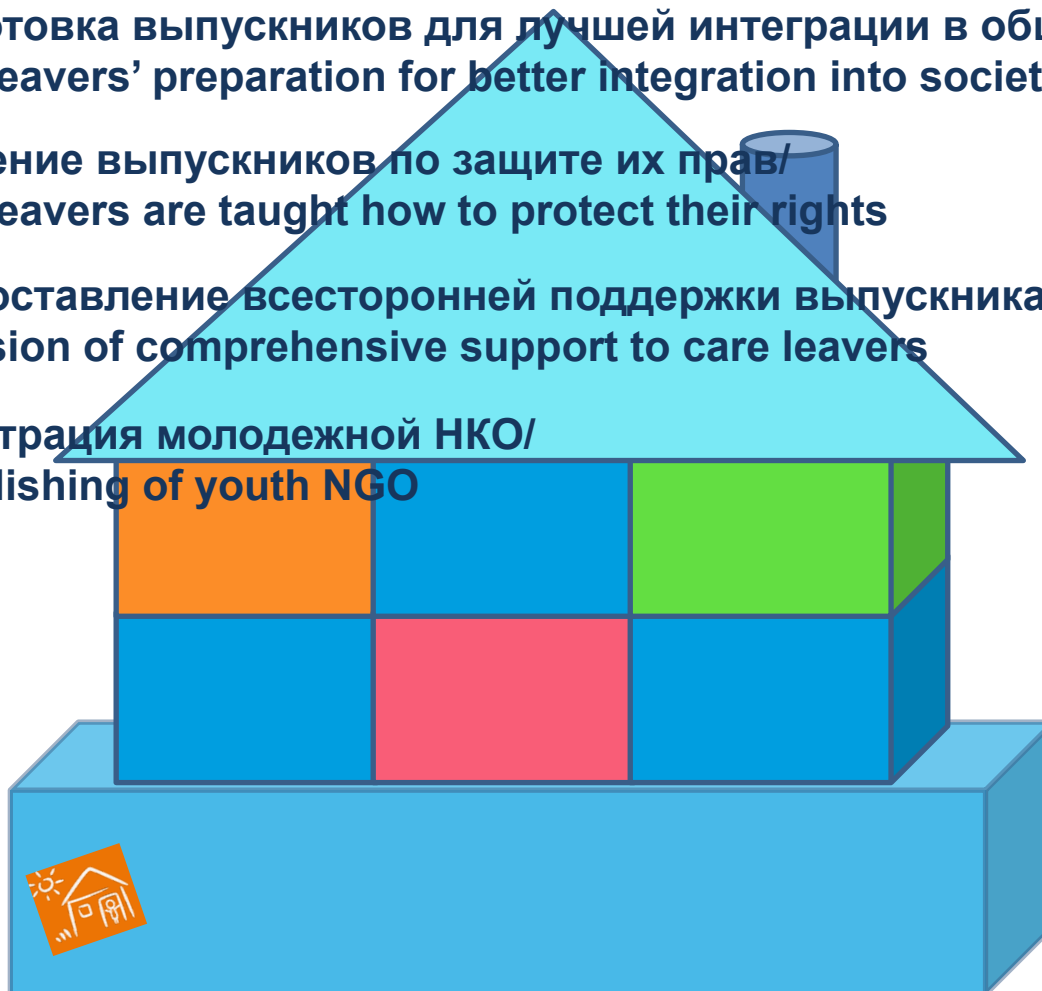 отовка выпускников для лучшей интеграции в общ
eavers’ preparation for better integration into societ
ение выпускников по защите их прав/
eavers are taught how to protect their rights
оставление всесторонней поддержки выпускника
sion of comprehensive support to care leavers
трация молодежной НКО/
lishing of youth NGO